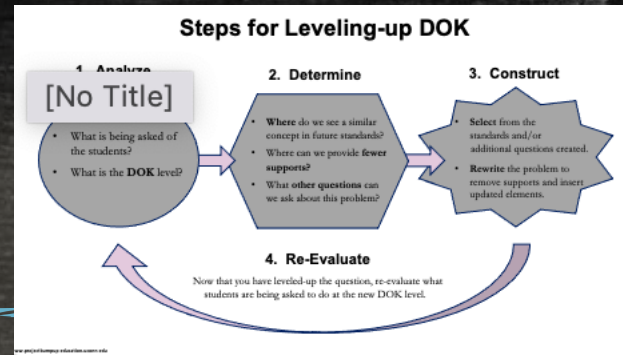 Steps for Leveling-up DOK
1. Analyze
[No Title]
• What is being asked of
the students?
• What is the DOK level?
2. Determine
• Where do we see a similar
concept in future standards?
• Where can we provide fewer
supports?
• What other questions can
we ask about this problem?
3. Construct
• Select from the
standards and/or
additional questions created.
• Rewrite the problem to
remove supports and insert
updated elements.
4. Re-Evaluate
Now that you have leveled-up the question, re-evaluate what
students are being asked to do at the new DOK level.